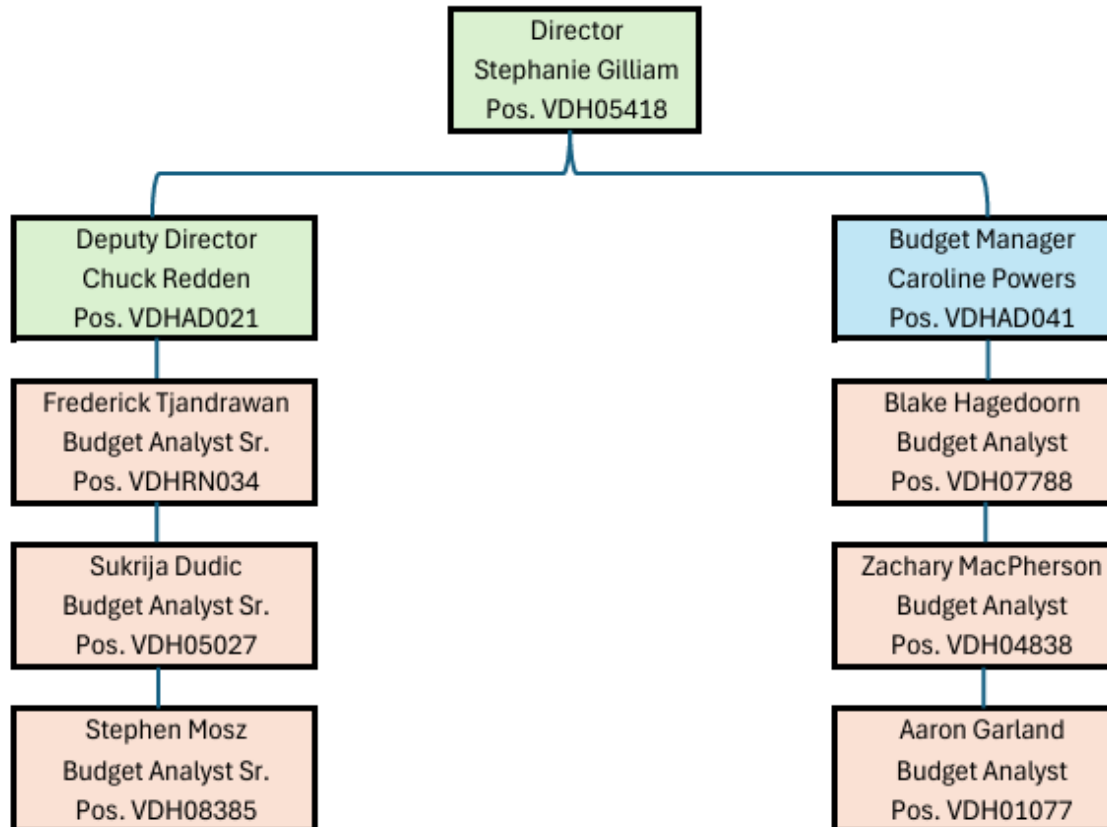 Director
Stephanie Gilliam
Pos. VDH05418
Deputy Director
Chuck Redden
Pos. VDHAD021
Budget Manager
Caroline Powers
Pos. VDHAD041
Frederick Tjandrawan
Budget Analyst Sr.
Pos. VDHRN034
Blake Hagedoorn
Budget Analyst
Pos. VDH07788
Sukrija Dudic
Budget Analyst Sr.
Pos. VDH05027
Zachary MacPherson
Budget Analyst
Pos. VDH04838
Stephen Mosz
Budget Analyst Sr.
Pos. VDH08385
Aaron Garland
Budget Analyst
Pos. VDH01077